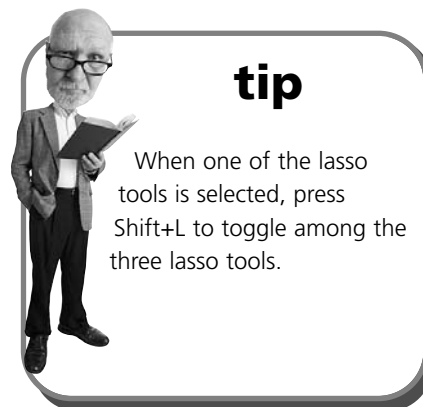 tip
When one of the lasso
tools is selected, press
Shift+L to toggle among the
three lasso tools.